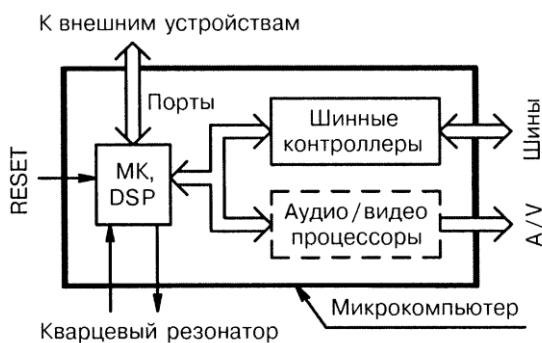 К внешним устройствам
Порты
Шинные
контроллеры
Шины
RESET
МК,
DSP
Аудио/видео
процессоры
A/V
Микрокомпьютер
Кварцевый резонатор